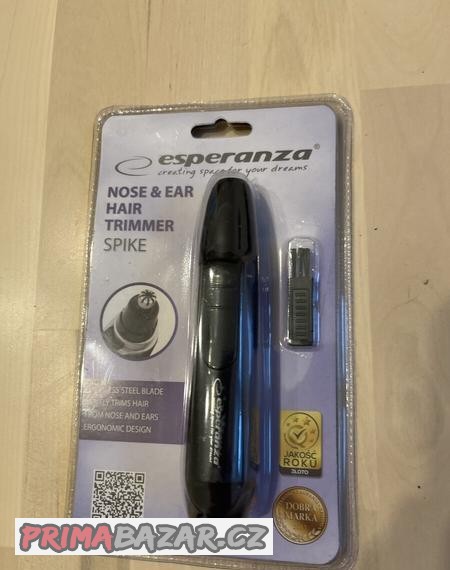 esperanza®
creating space for your dreams
NOSE & EAR
HAIR
TRIMMER
SPIKE
STEEL BLADE
TRIMS HAIR
FROM NOSE AND EARS
ERGONOMIC DESIGN
esperanza
JAKOŚĆ
ROKU
ZŁOTO
DOBRA
MARKA
PRIMABAZAR.CZ